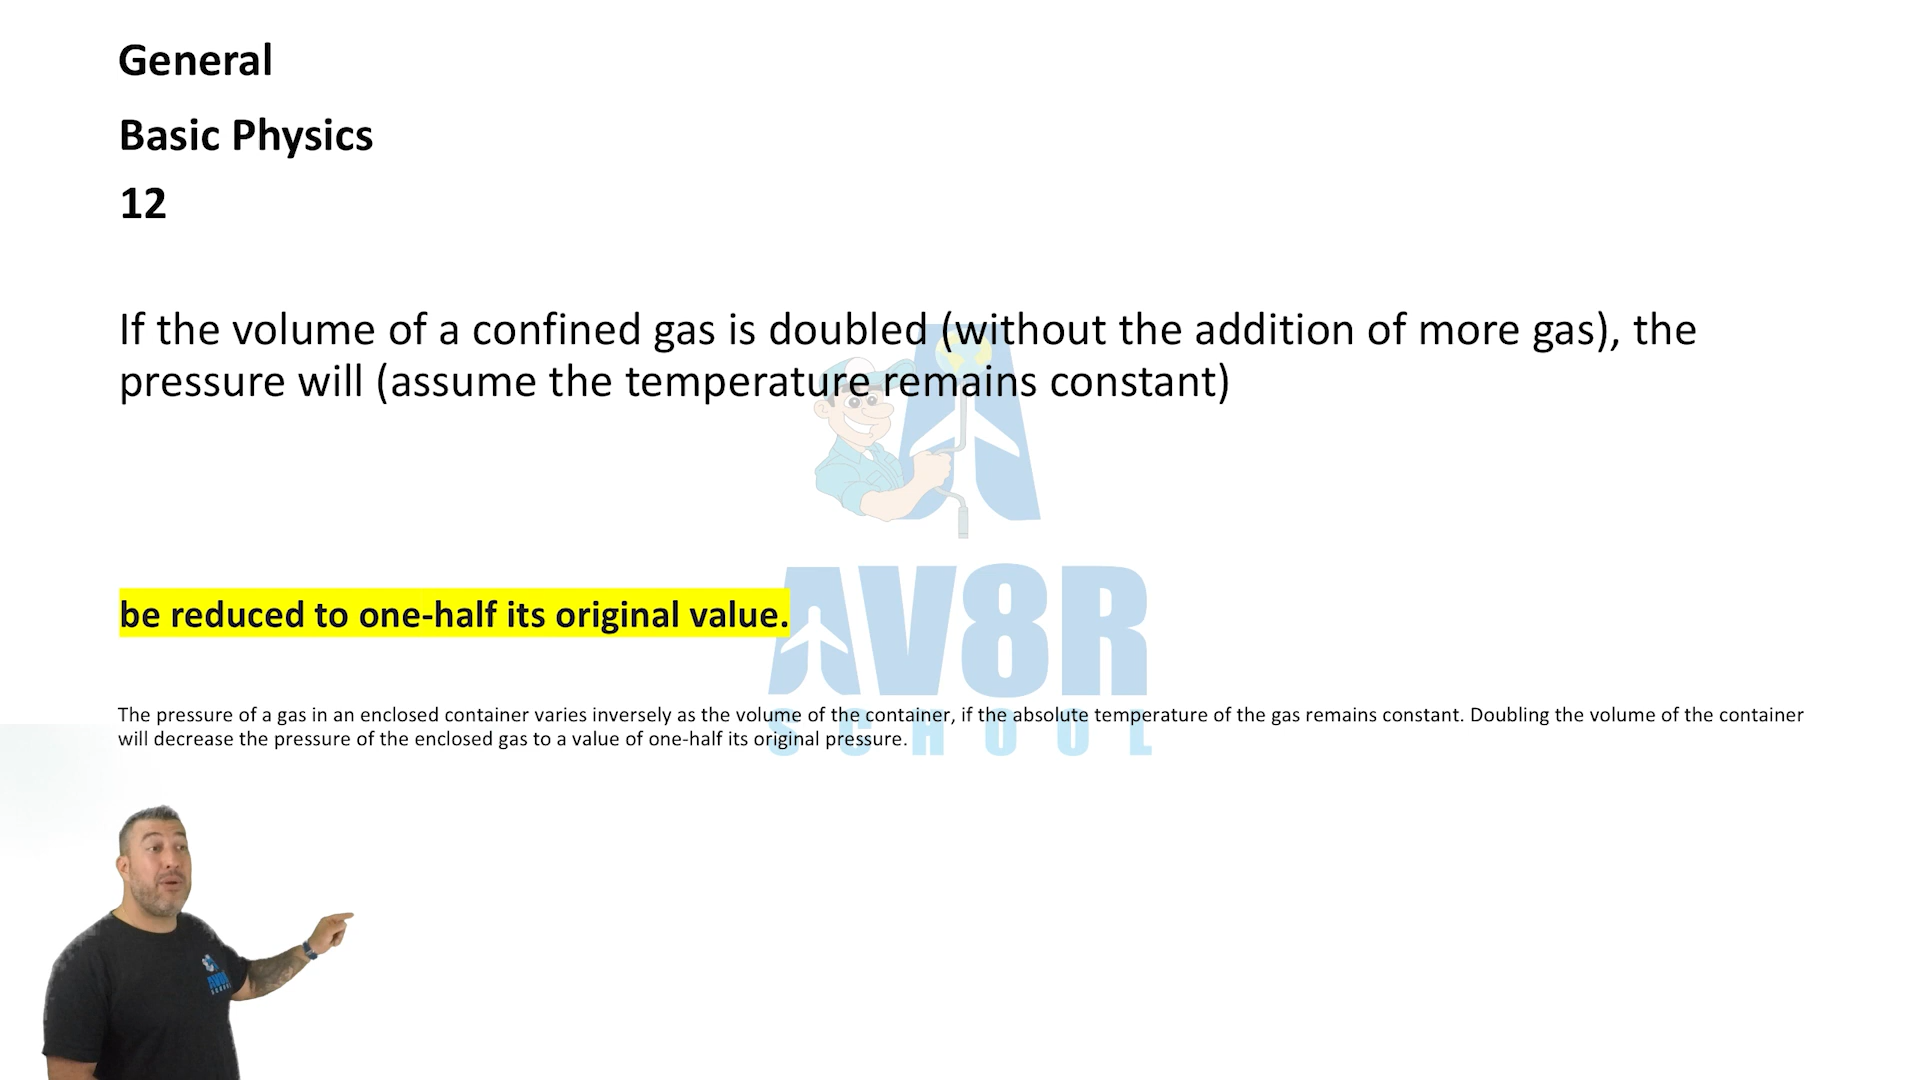 General
Basic Physics
12
If the volume of a confined gas is doubled (without the addition of more gas), the
pressure will (assume the temperature remains constant)
be reduced to one-half its original value.
AV8R
SCHOOL
The pressure of a gas in an enclosed container varies inversely as the volume of the container, if the absolute temperature of the gas remains constant. Doubling the volume of the container
will decrease the pressure of the enclosed gas to a value of one-half its original pressure.
AV8R
SCHOOL